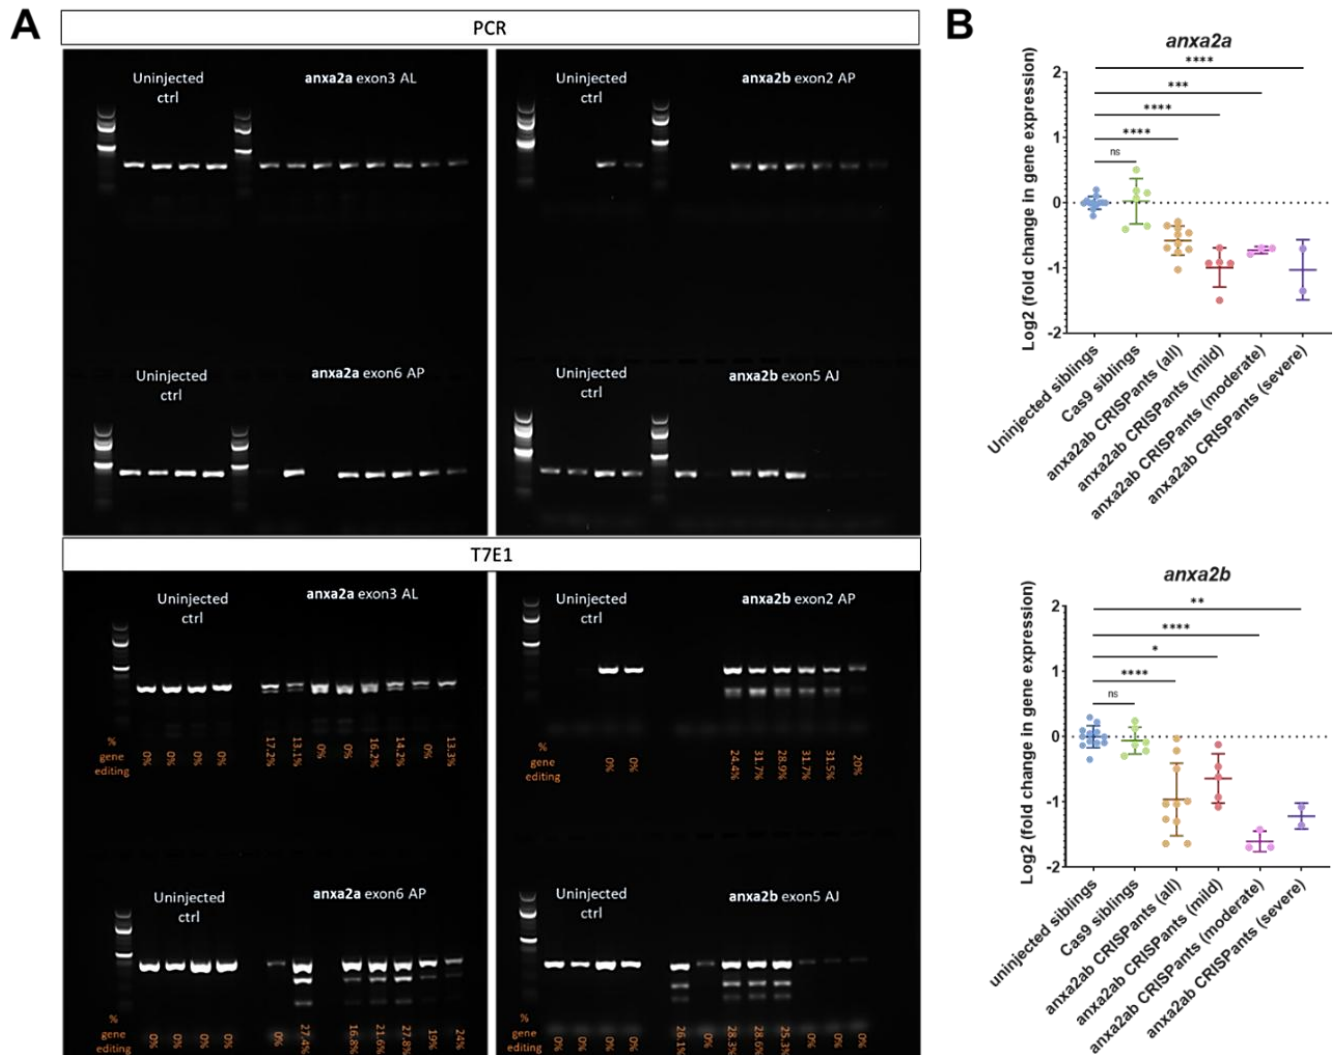 A
PCR
Uninjected
ctrl
anxa2a exon3 AL
Uninjected
ctrl
anxa2b exon2 AP
Uninjected
ctrl
anxa2a exon6 AP
Uninjected
ctrl
anxa2b exon5 AJ
T7E1
Uninjected
ctrl
anxa2a exon3 AL
%
gene
editing
0% 0% 0% 0% 17.2% 13.1% 0% 0% 16.2% 14.2% 0% 13.3%
Uninjected
ctrl
anxa2b exon2 AP
%
gene
editing
0% 0% 24.4% 31.7% 28.9% 31.7% 31.5% 20%
Uninjected
ctrl
anxa2a exon6 AP
%
gene
editing
0% 0% 0% 0% 0% 27.4% 16.8% 21.6% 27.8% 19% 24%
Uninjected
ctrl
anxa2b exon5 AJ
%
gene
editing
0% 0% 0% 0% 26.1% 0% 28.3% 28.6% 25.3% 0% 0% 0%
B
anxa2a
Log2 (fold change in gene expression)
2
1
0
-1
-2
****
***
****
****
ns
Uninjected siblings
Cas9 siblings
anxa2ab CRISPants (all)
anxa2ab CRISPants (mild)
anxa2ab CRISPants (moderate)
anxa2ab CRISPants (severe)
anxa2b
Log2 (fold change in gene expression)
2
1
0
-1
-2
**
****
*
****
ns
uninjected siblings
Cas9 siblings
anxa2ab CRISPants (all)
anxa2ab CRISPants (mild)
anxa2ab CRISPants (moderate)
anxa2ab CRISPants (severe)